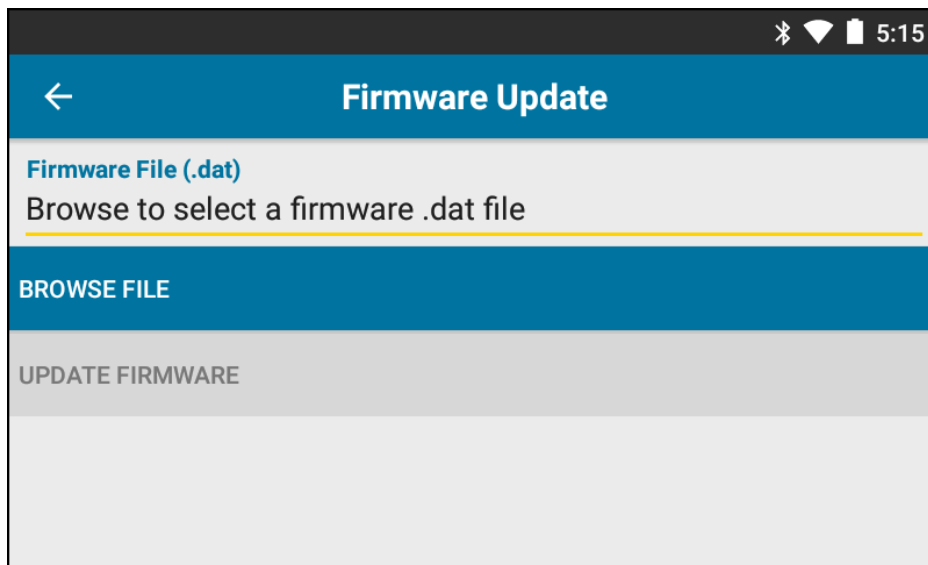 5:15
Firmware Update
Firmware File (.dat)
Browse to select a firmware .dat file
BROWSE FILE
UPDATE FIRMWARE